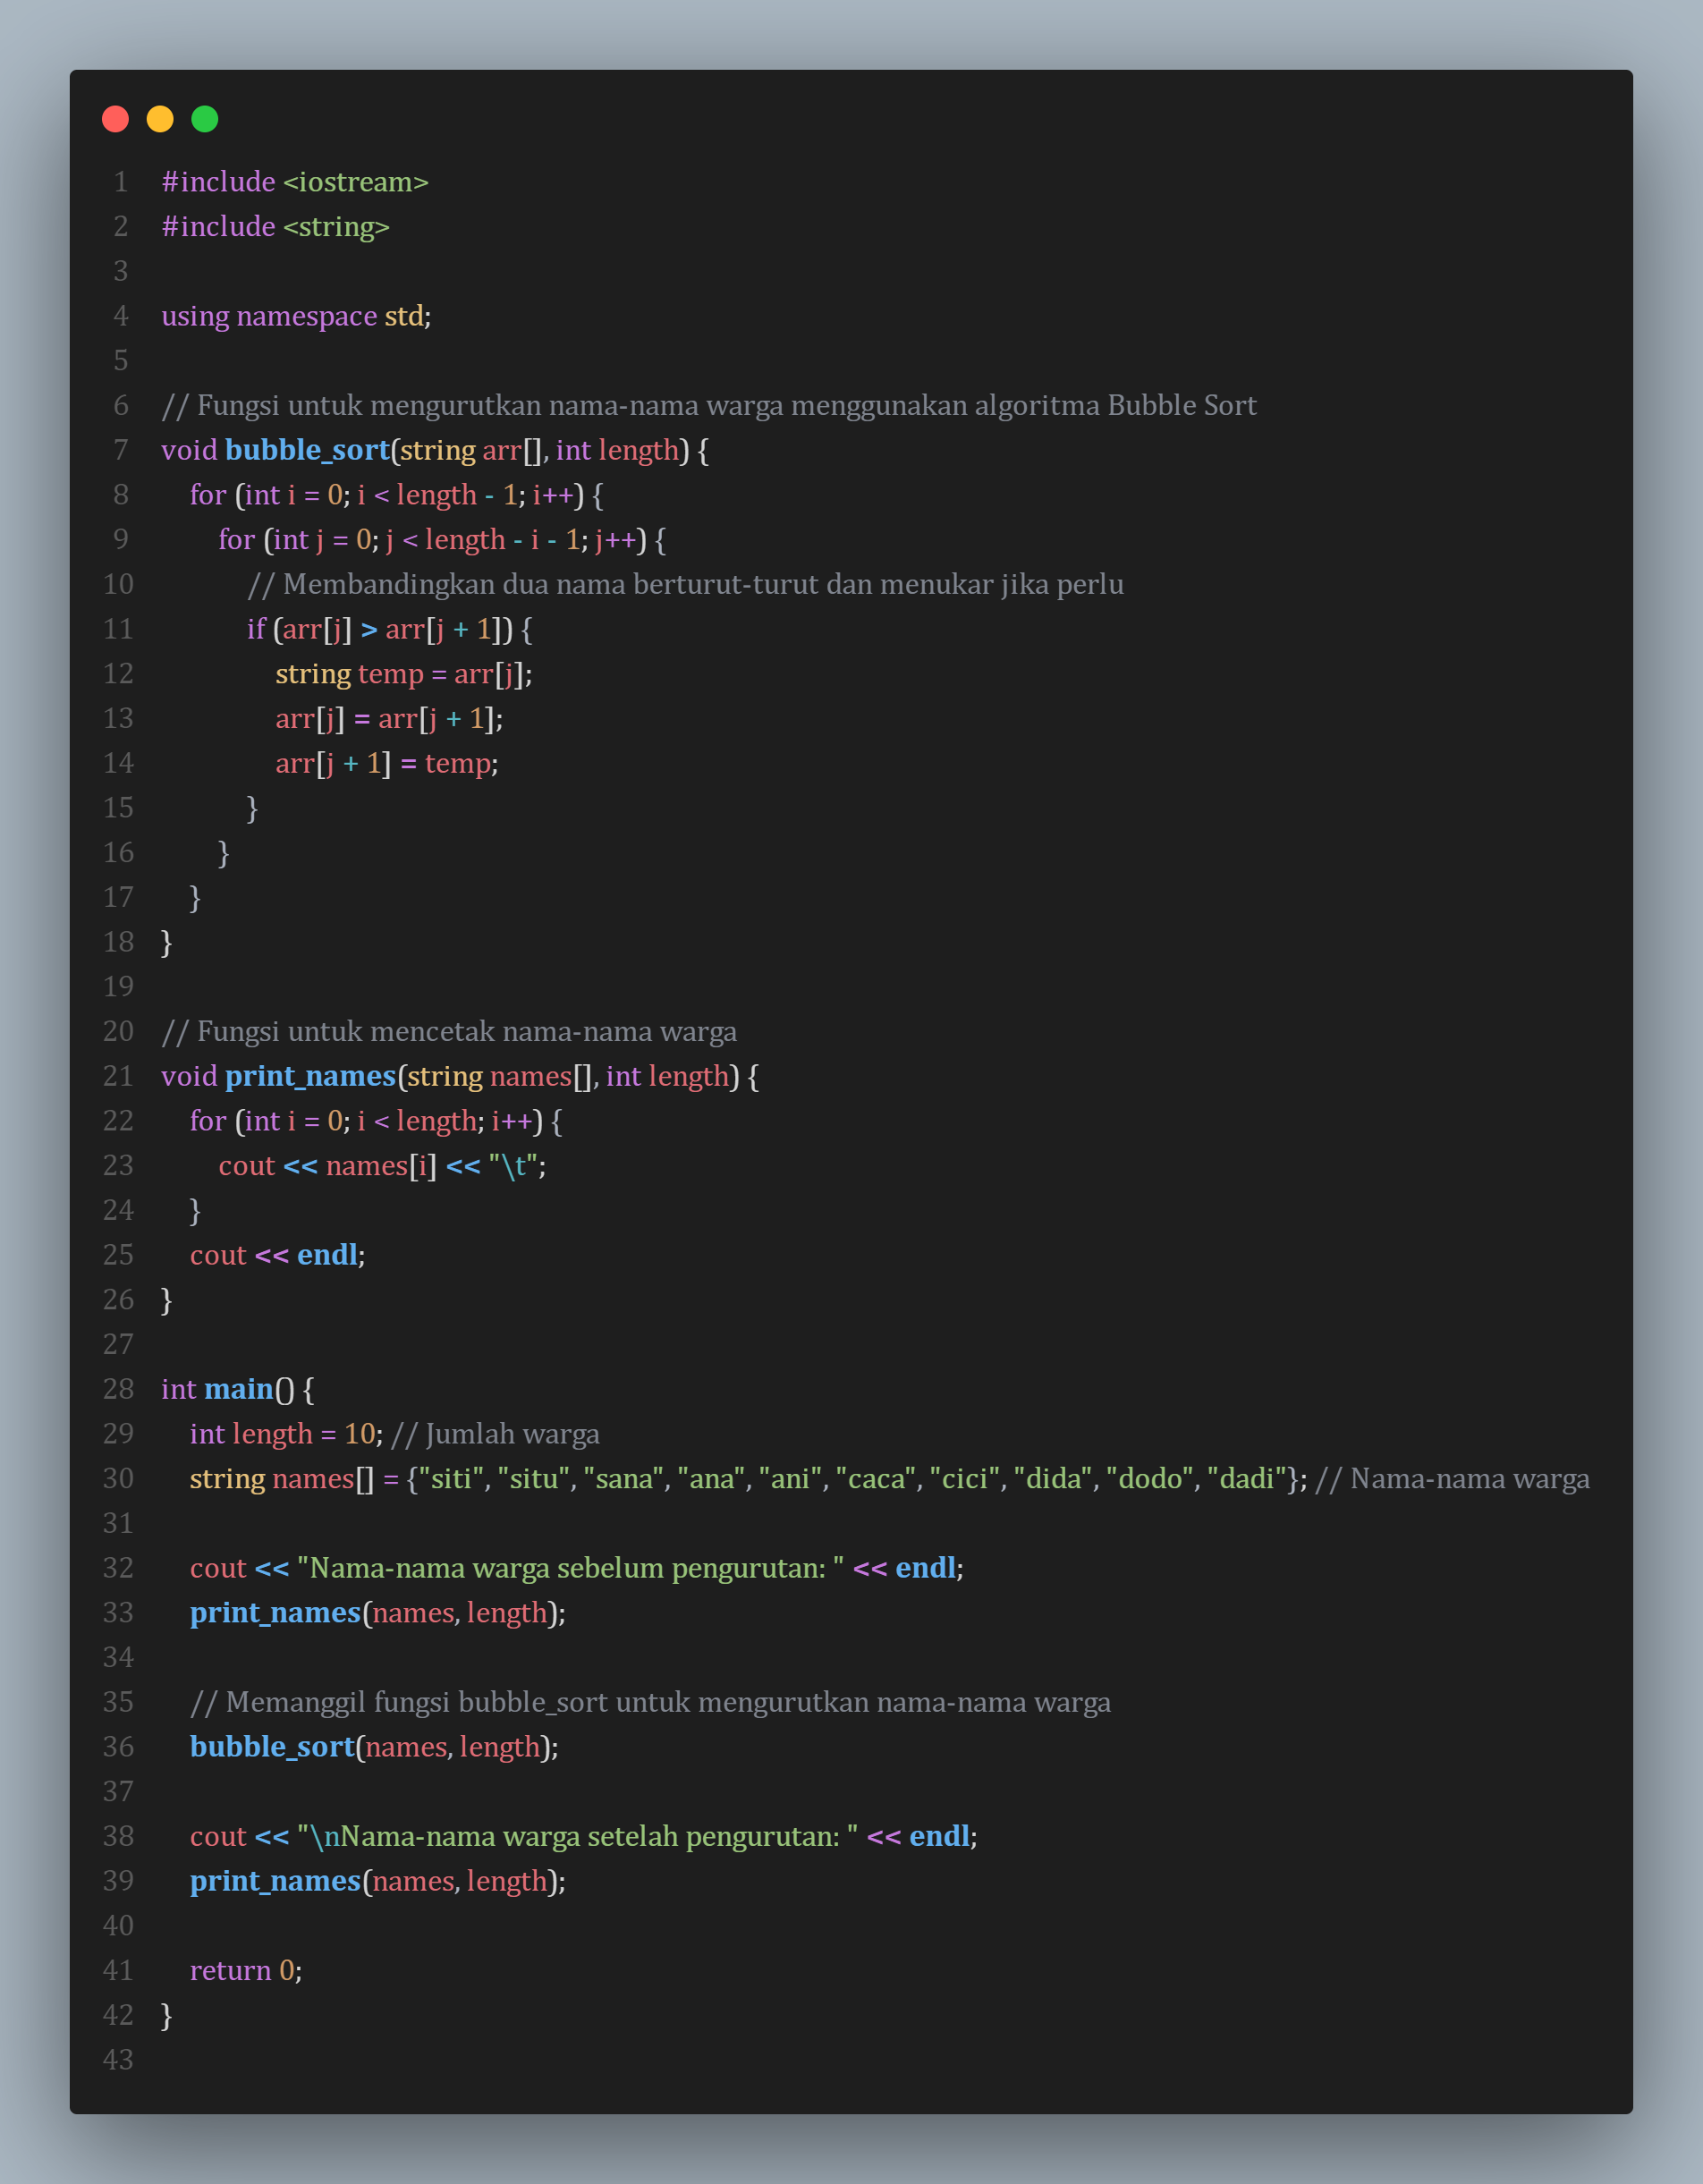 1 #include <iostream>
2 #include <string>
3
4 using namespace std;
5
6 // Fungsi untuk mengurutkan nama-nama warga menggunakan algoritma Bubble Sort
7 void bubble_sort(string arr[], int length) {
8     for (int i = 0; i < length - 1; i++) {
9         for (int j = 0; j < length - i - 1; j++) {
10             // Membandingkan dua nama berturut-turut dan menukar jika perlu
11             if (arr[j] > arr[j + 1]) {
12                 string temp = arr[j];
13                 arr[j] = arr[j + 1];
14                 arr[j + 1] = temp;
15             }
16         }
17     }
18 }
19
20 // Fungsi untuk mencetak nama-nama warga
21 void print_names(string names[], int length) {
22     for (int i = 0; i < length; i++) {
23         cout << names[i] << "\t";
24     }
25     cout << endl;
26 }
27
28 int main() {
29     int length = 10; // Jumlah warga
30     string names[] = {"siti", "situ", "sana", "ana", "ani", "caca", "cici", "dida", "dodo", "dadi"}; // Nama-nama warga
31
32     cout << "Nama-nama warga sebelum pengurutan: " << endl;
33     print_names(names, length);
34
35     // Memanggil fungsi bubble_sort untuk mengurutkan nama-nama warga
36     bubble_sort(names, length);
37
38     cout << "\nNama-nama warga setelah pengurutan: " << endl;
39     print_names(names, length);
40
41     return 0;
42 }
43